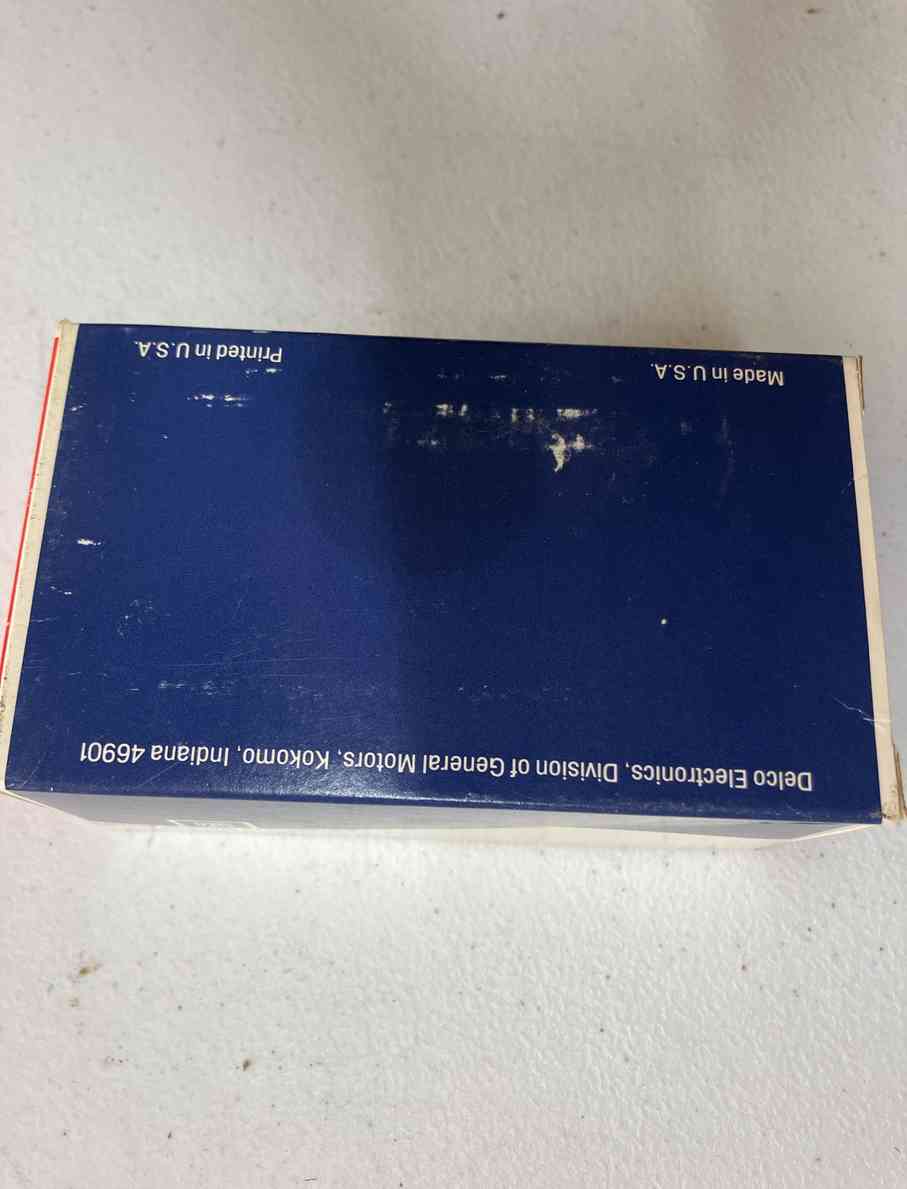 Delco Electronics, Division of General Motors, Kokomo, Indiana 46901
Made in U.S.A.
Printed in U.S.A.